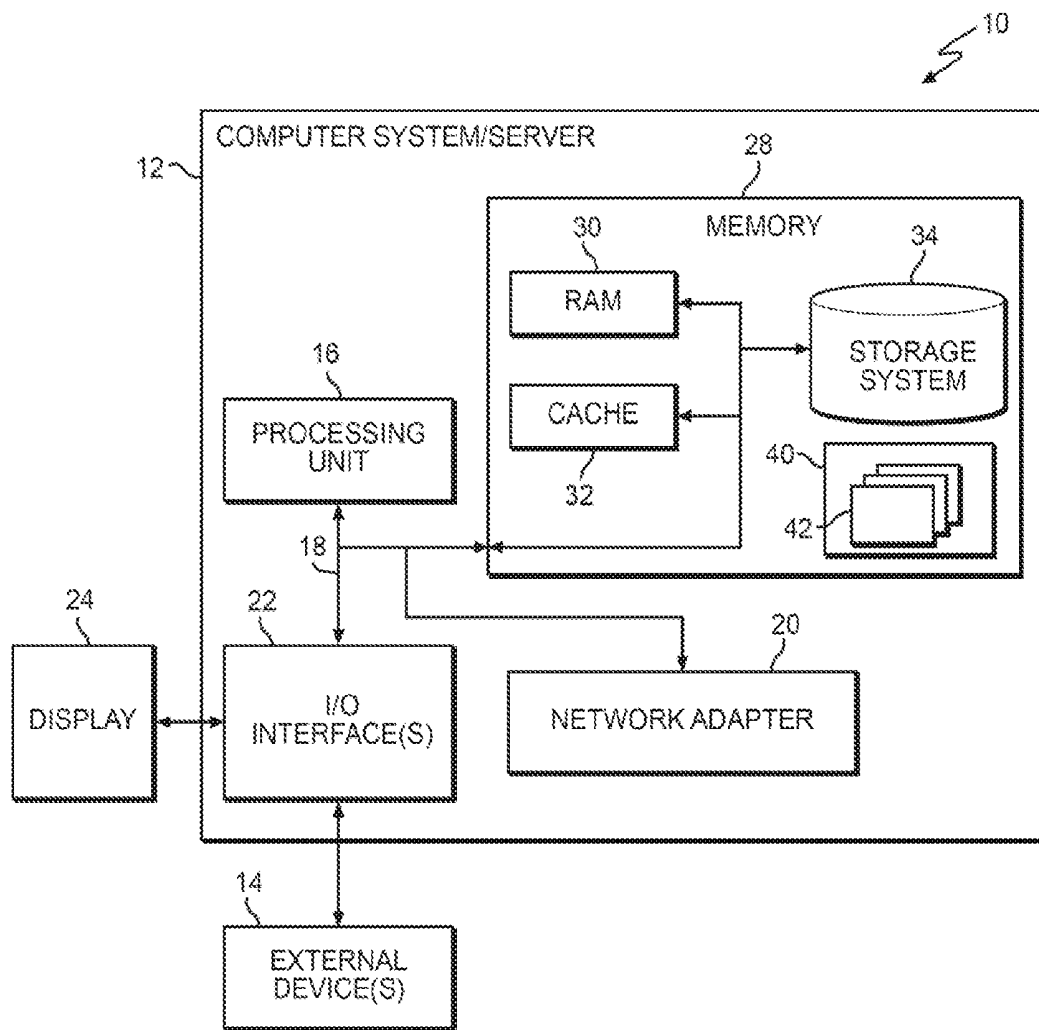 10
COMPUTER SYSTEM/SERVER
12
28
MEMORY
30
RAM
34
STORAGE
SYSTEM
16
PROCESSING
UNIT
CACHE
32
40
42
18
24
22
20
DISPLAY
I/O
INTERFACE(S)
NETWORK ADAPTER
14
EXTERNAL
DEVICE(S)